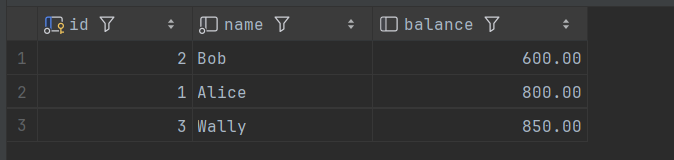 id name balance
1 2 Bob 600.00
2 1 Alice 800.00
3 3 Wally 850.00